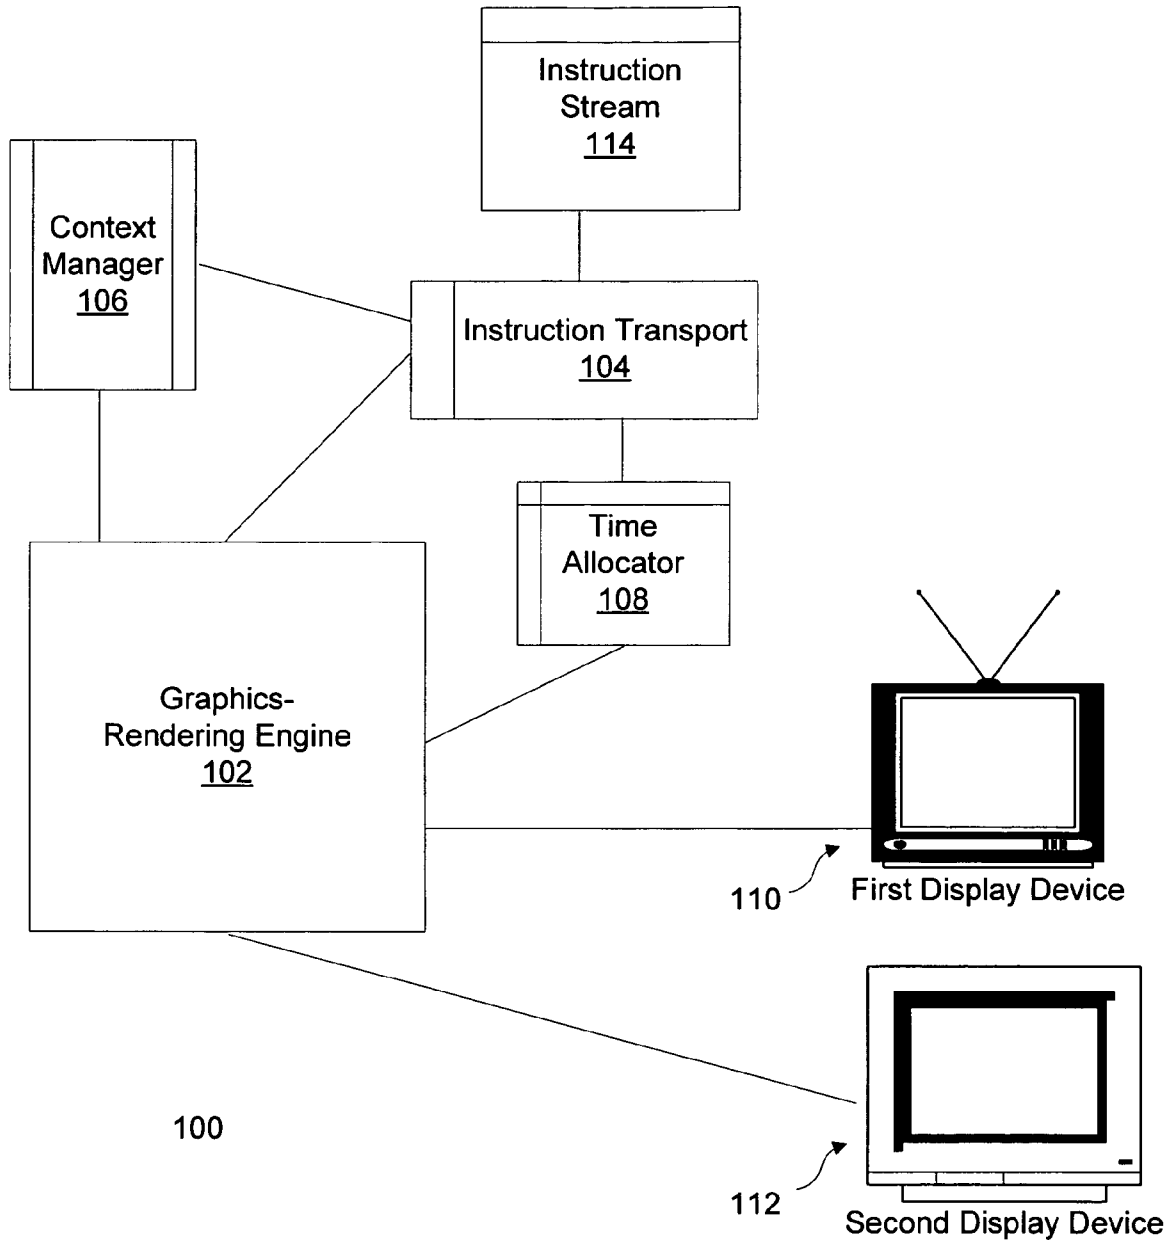 Instruction
Stream
114
Context
Manager
106
Instruction Transport
104
Time
Allocator
108
Graphics-
Rendering Engine
102
110
First Display Device
100
112
Second Display Device